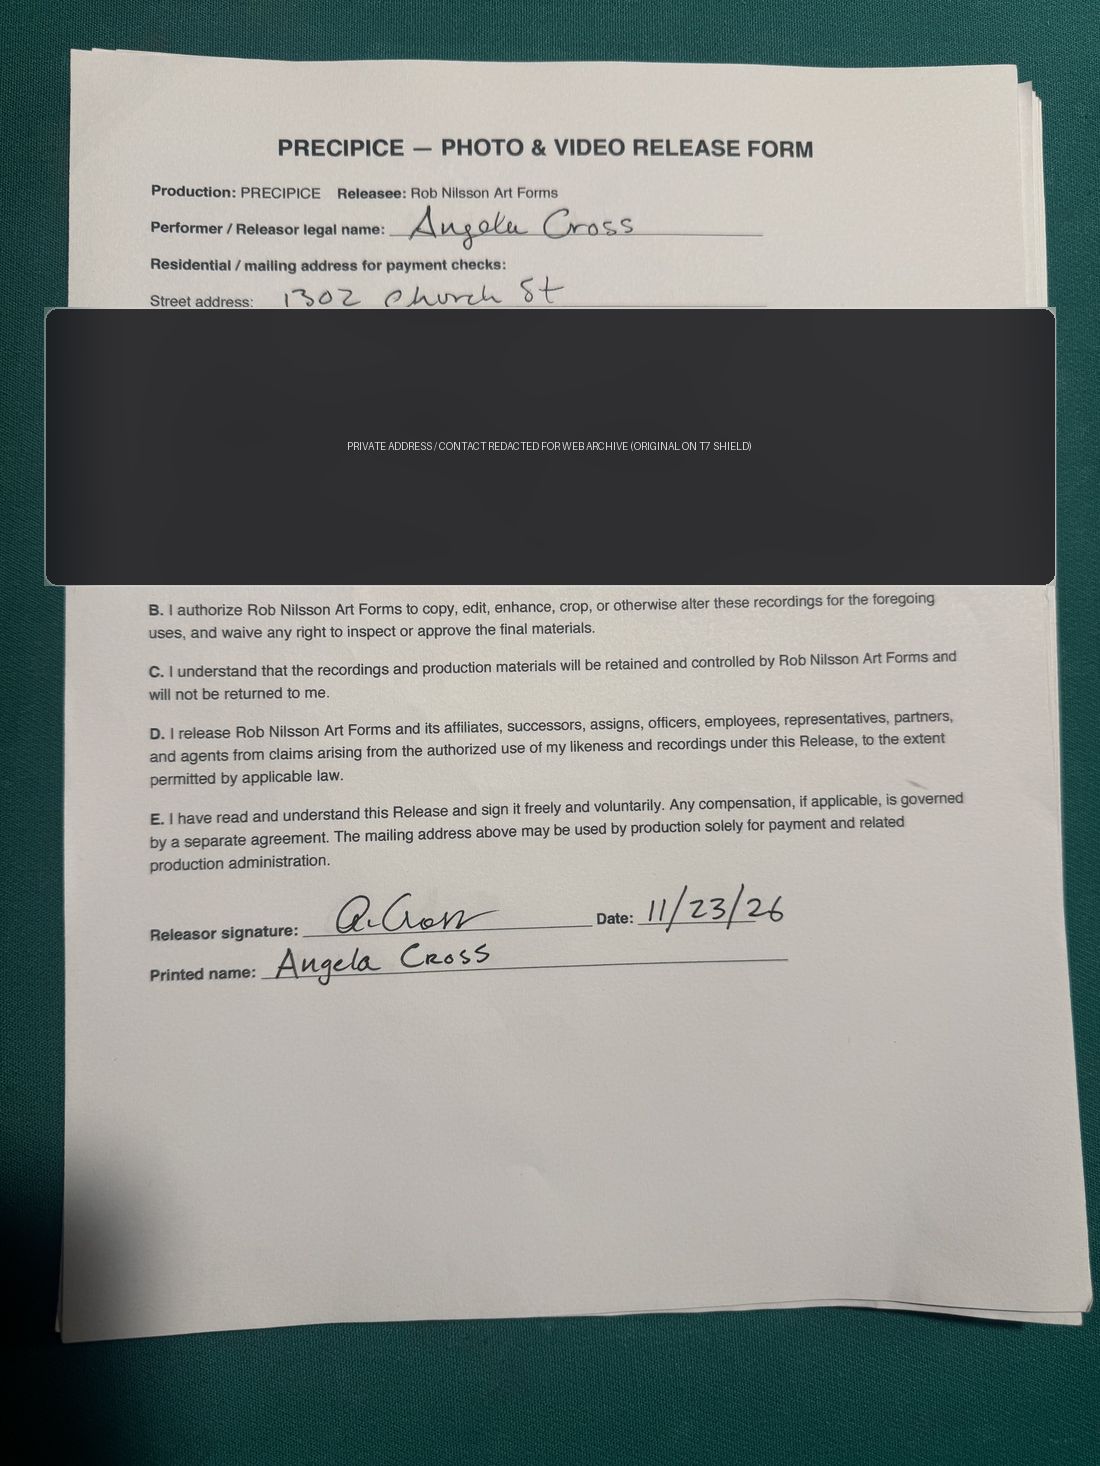 PRECIPICE — PHOTO & VIDEO RELEASE FORM
Production: PRECIPICE Releasee: Rob Nilsson Art Forms
Performer / Releasor legal name: Angela Cross
Residential / mailing address for payment checks:
Street address: 1302 Church St
PRIVATE ADDRESS / CONTACT REDACTED FOR WEB ARCHIVE (ORIGINAL ON T7 SHIELD)
B. I authorize Rob Nilsson Art Forms to copy, edit, enhance, crop, or otherwise alter these recordings for the foregoing
uses, and waive any right to inspect or approve the final materials.
C. I understand that the recordings and production materials will be retained and controlled by Rob Nilsson Art Forms and
will not be returned to me.
D. I release Rob Nilsson Art Forms and its affiliates, successors, assigns, officers, employees, representatives, partners,
and agents from claims arising from the authorized use of my likeness and recordings under this Release, to the extent
permitted by applicable law.
E. I have read and understand this Release and sign it freely and voluntarily. Any compensation, if applicable, is governed
by a separate agreement. The mailing address above may be used by production solely for payment and related
production administration.
Releasor signature: A. Cross Date: 11/23/26
Printed name: Angela Cross